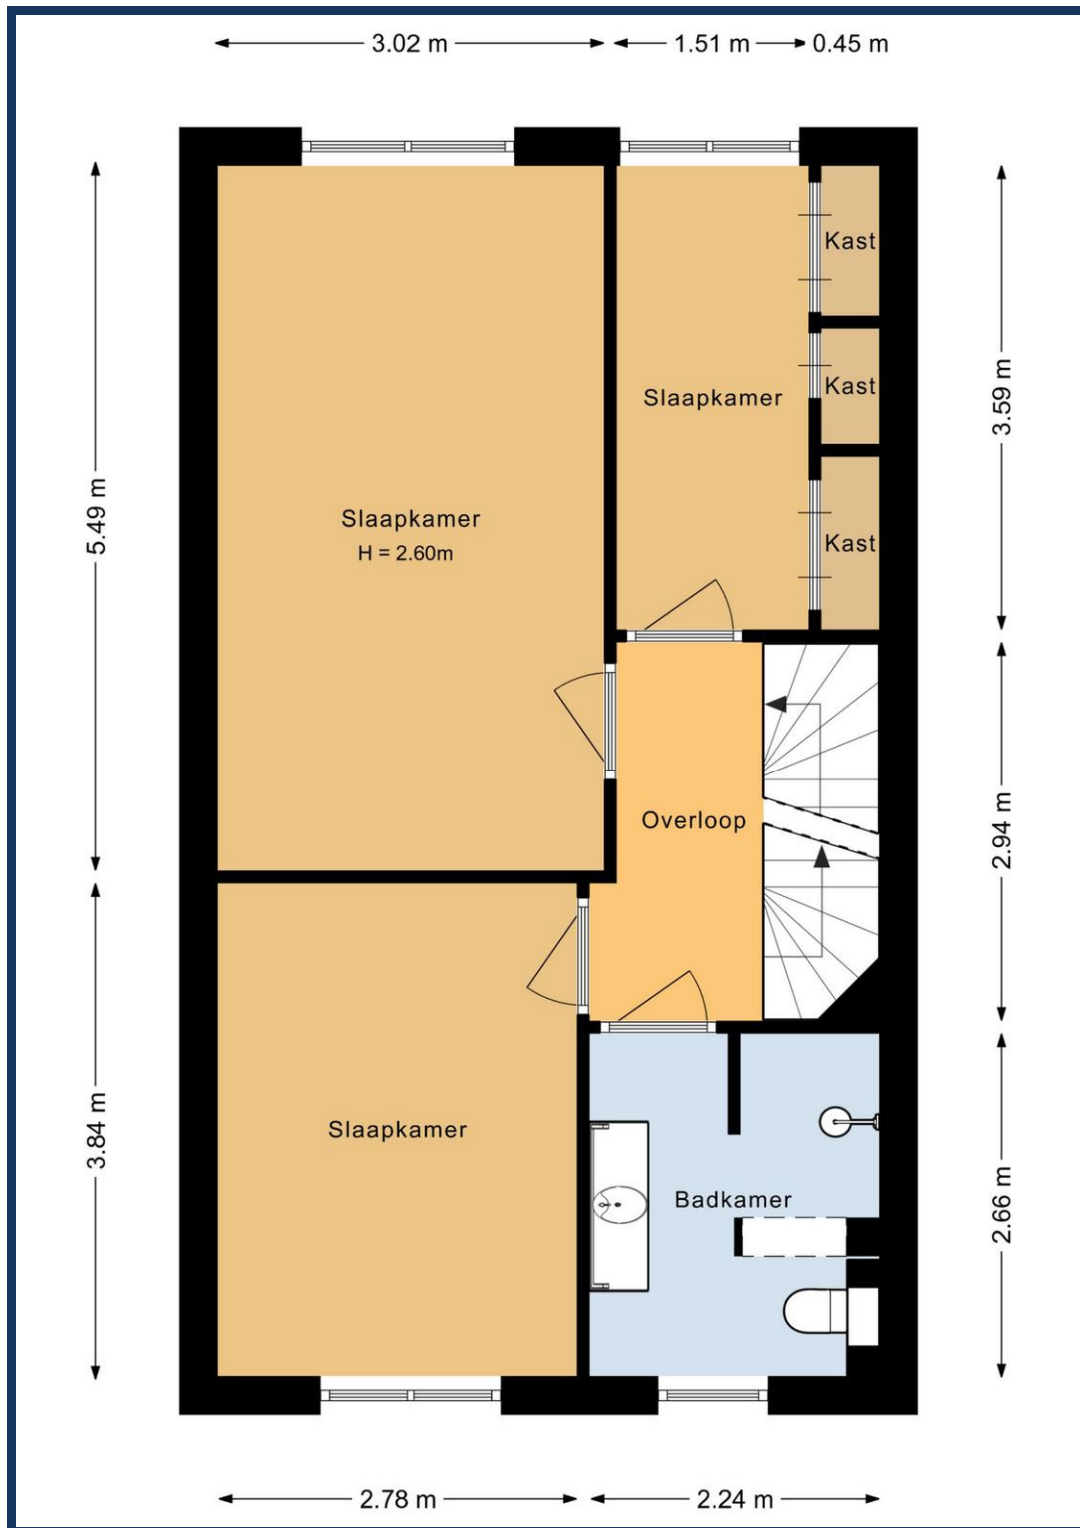 3.02 m
1.51 m
0.45 m
Kast
Kast
Slaapkamer
3.59 m
5.49 m
Slaapkamer
H = 2.60m
Kast
Overloop
2.94 m
Slaapkamer
3.84 m
Badkamer
2.66 m
2.78 m
2.24 m